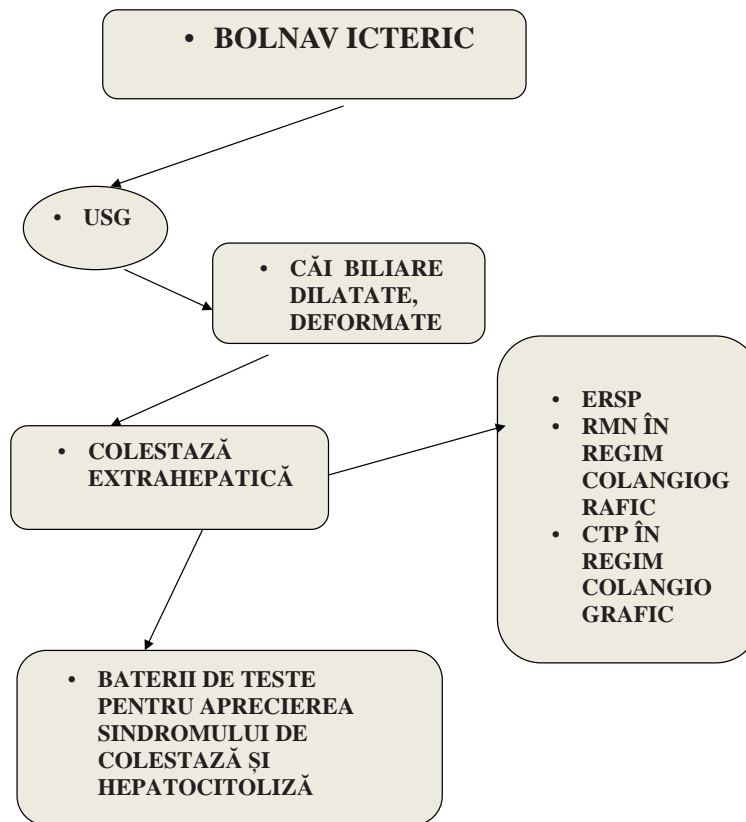 • BOLNAV ICTERIC
• USG
• CĂI BILIARE
DILATATE,
DEFORMATE
• COLESTAZĂ
EXTRAHEPATICĂ
• ERSP
• RMN ÎN
REGIM
COLANGIOG
RAFIC
• CTP ÎN
REGIM
COLANGIO
GRAFIC
• BATERII DE TESTE
PENTRU APRECIEREA
SINDROMULUI DE
COLESTAZĂ ȘI
HEPATOCITOLIZĂ